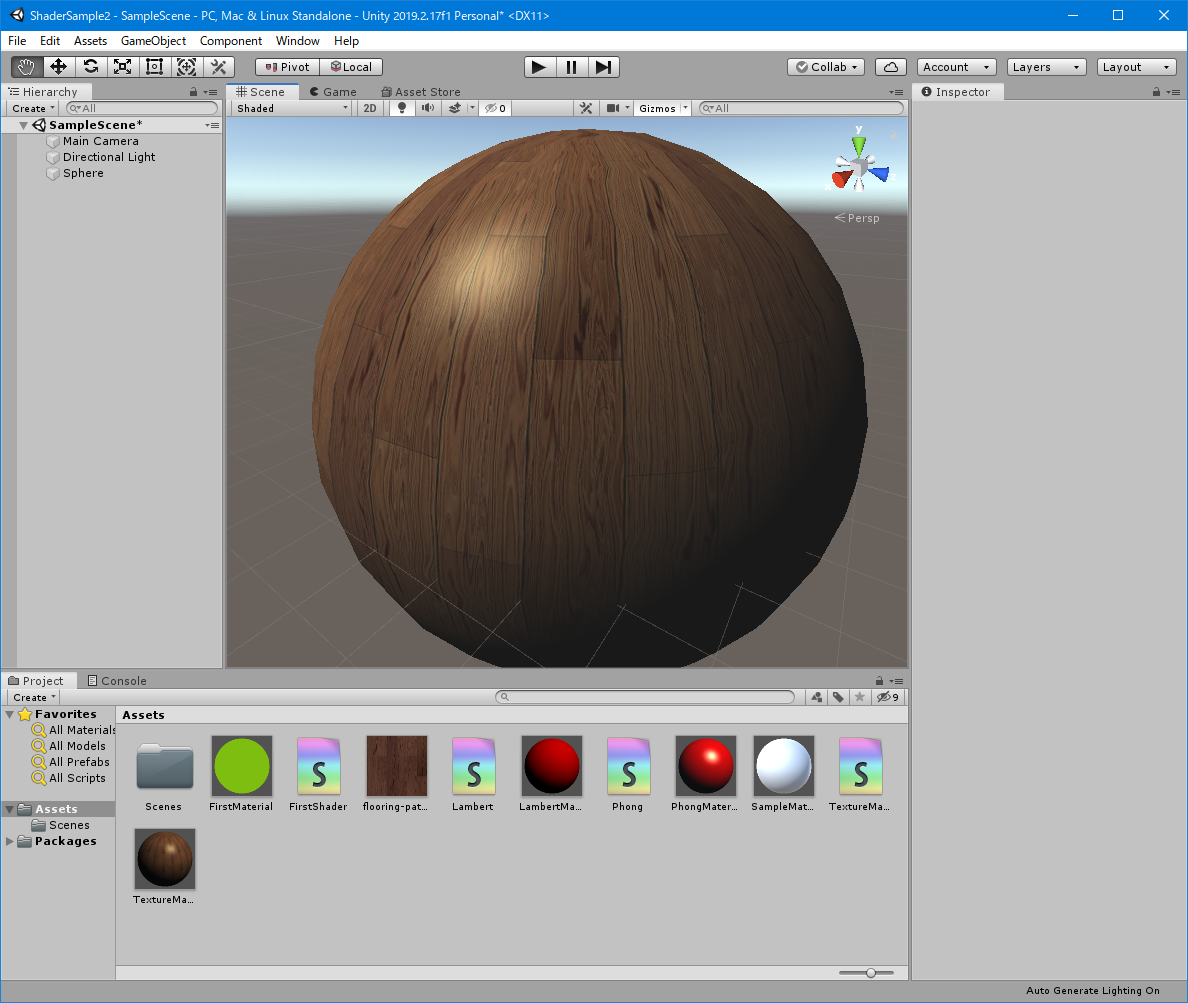 ShaderSample2 - SampleScene - PC, Mac & Linux Standalone - Unity 2019.2.17f1 Personal* <DX11>
File Edit Assets GameObject Component Window Help
Pivot Local Collab Account Layers Layout
Hierarchy Scene Game Asset Store Inspector
Create All Shaded 2D 0 Gizmos All
SampleScene*
Main Camera
Directional Light
Sphere
y
Persp
Project Console
Create 9
Favorites Assets
All Materials
All Models
All Prefabs
All Scripts
Scenes FirstMaterial FirstShader flooring-pat... Lambert LambertMa... Phong PhongMater... SampleMat... TextureMa...
Assets
Scenes
Packages
TextureMa...
Auto Generate Lighting On